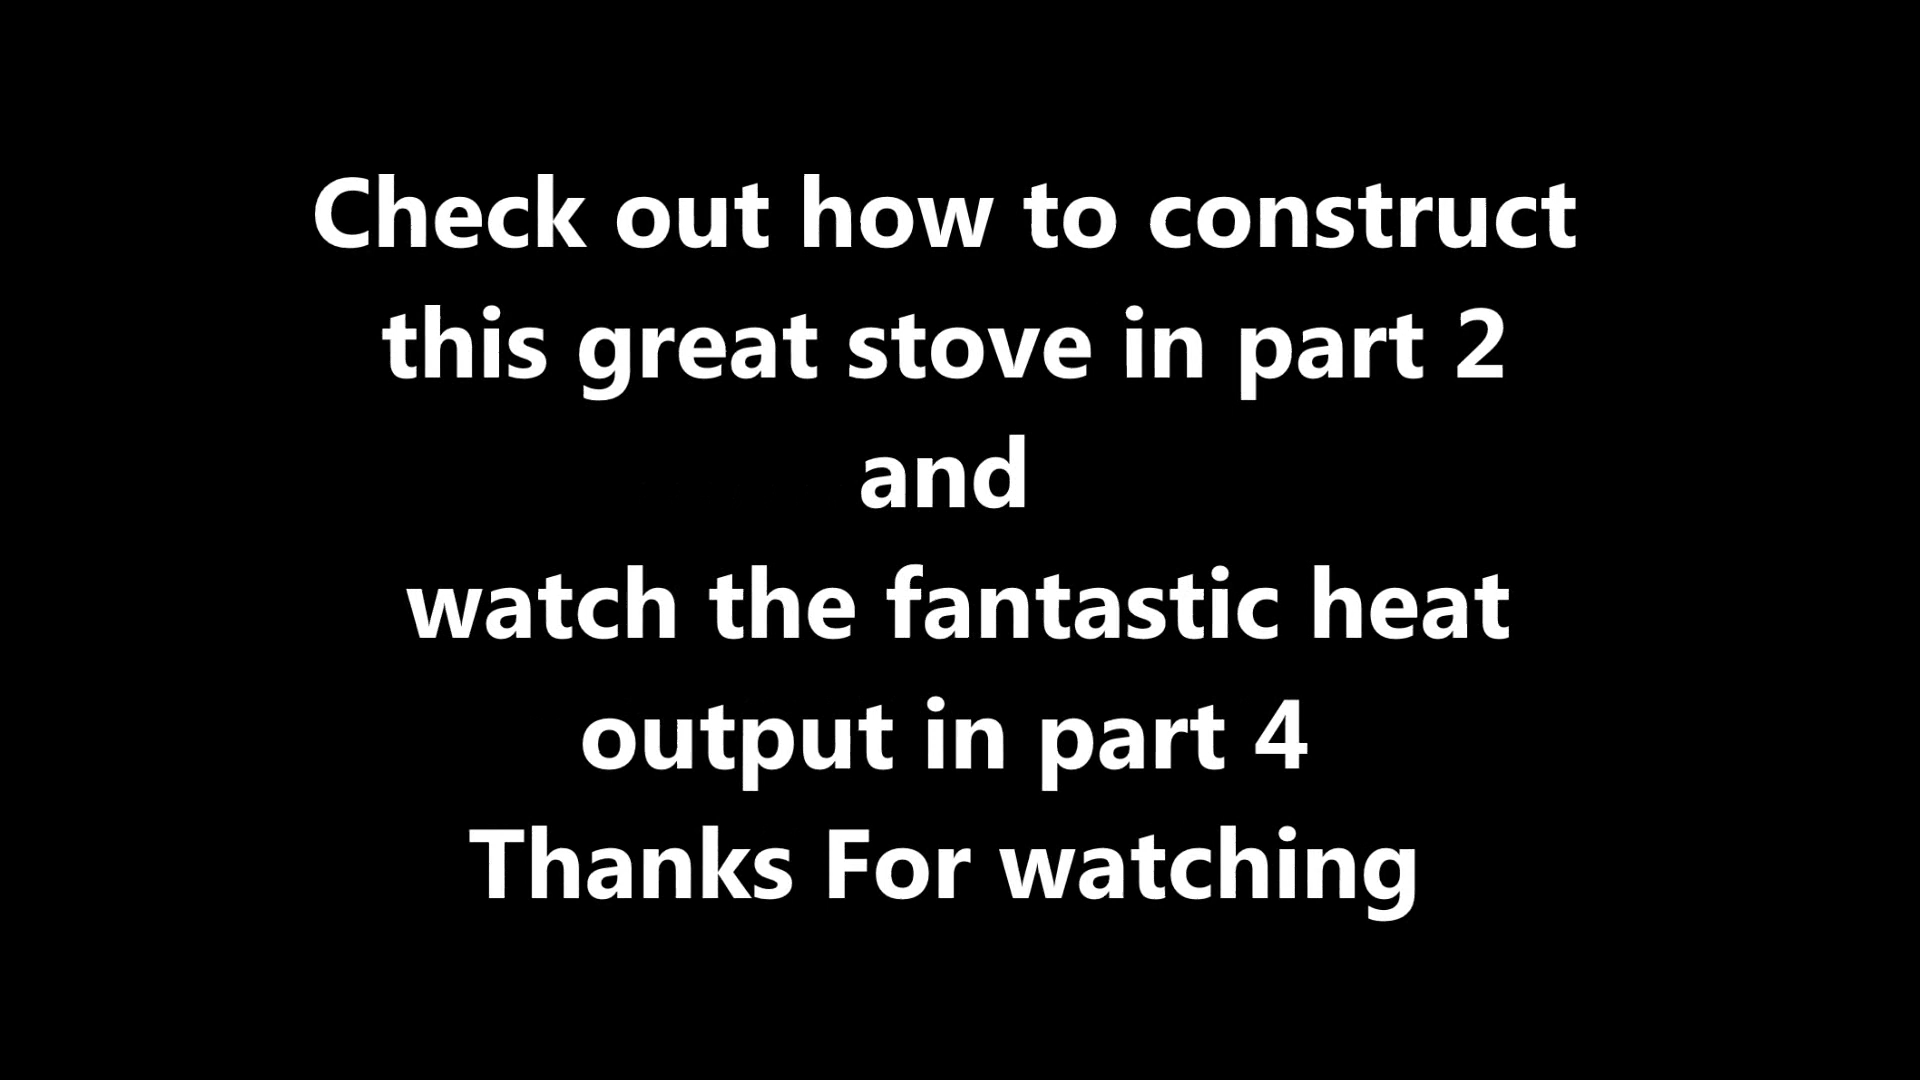 Check out how to construct
this great stove in part 2
and
watch the fantastic heat
output in part 4
Thanks For watching